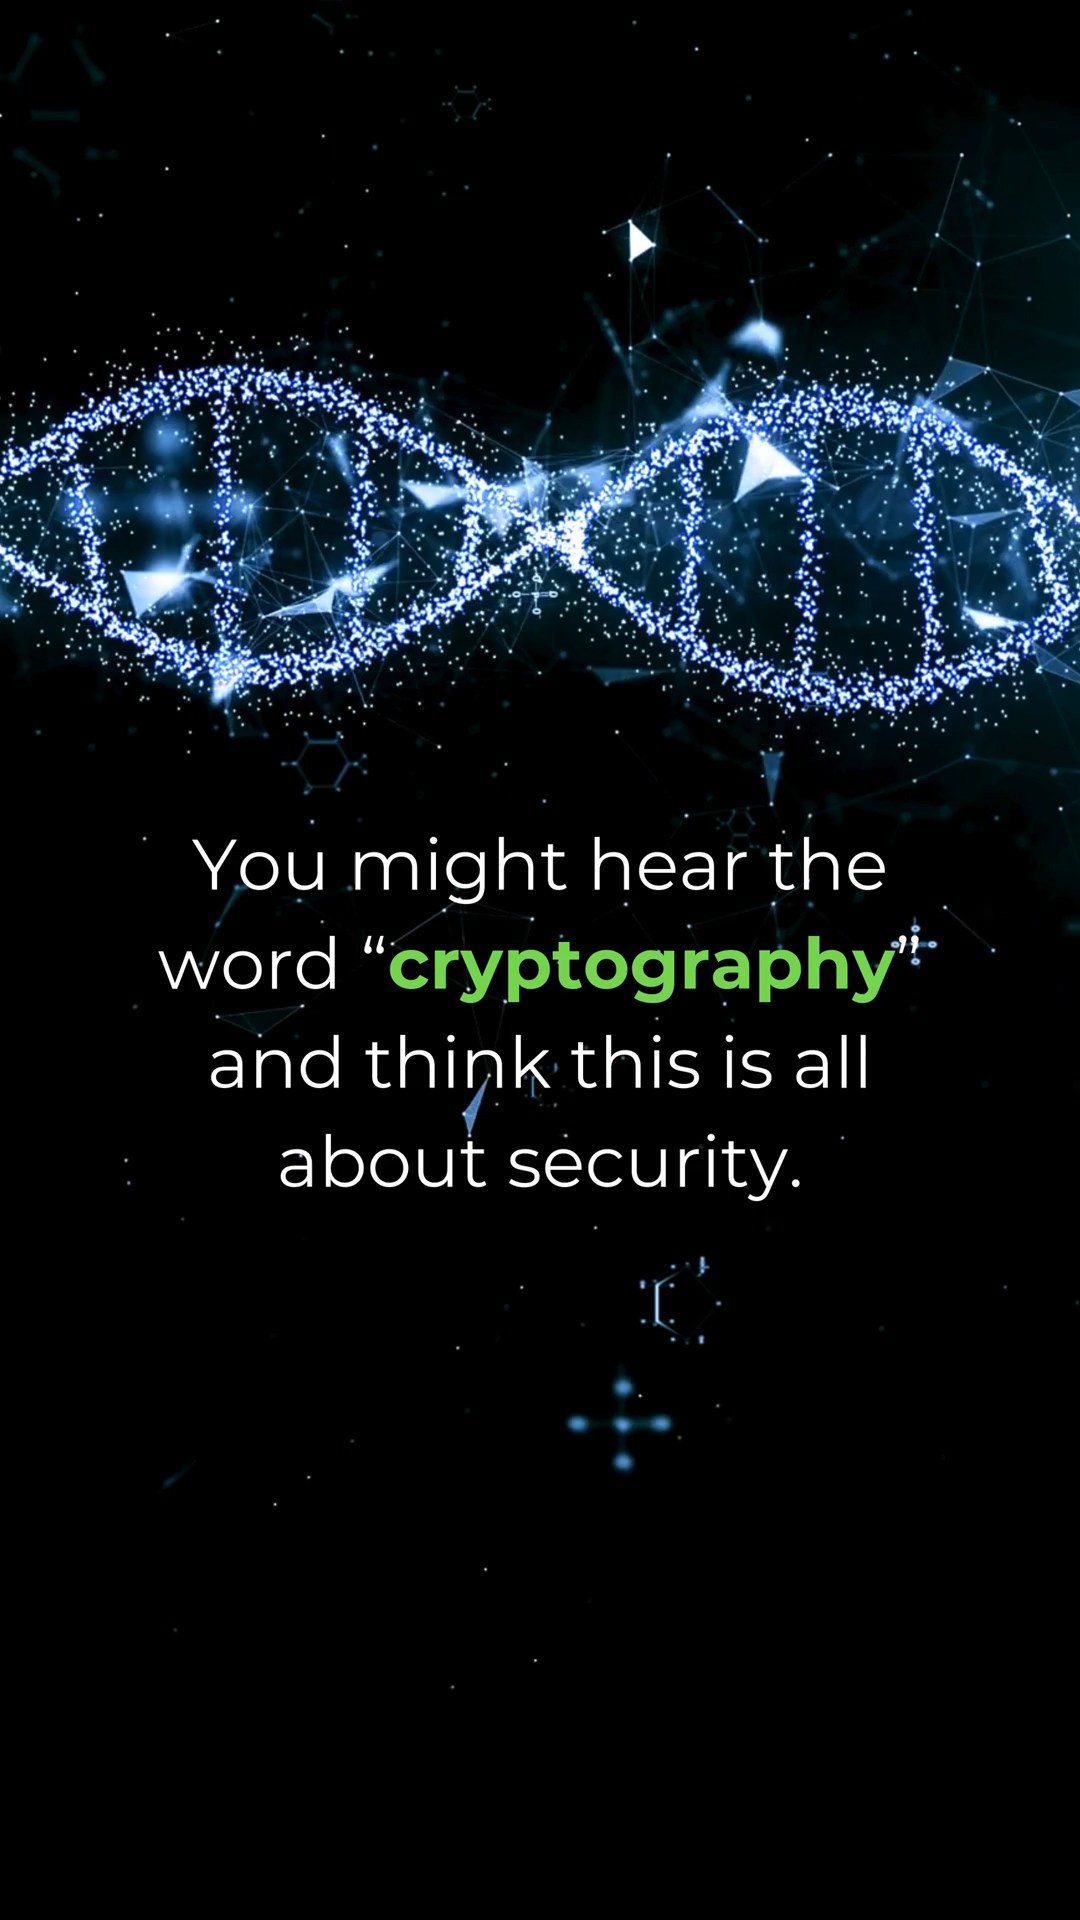 You might hear the
word “cryptography”
and think this is all
about security.